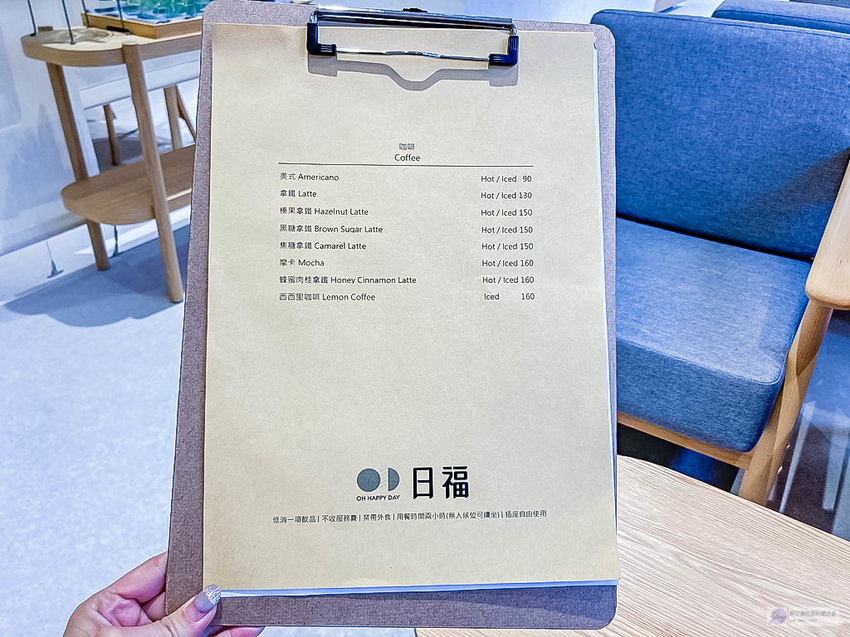 咖啡
Coffee
美式 Americano Hot / Iced 90
拿鐵 Latte Hot / Iced 130
榛果拿鐵 Hazelnut Latte Hot / Iced 150
黑糖拿鐵 Brown Sugar Latte Hot / Iced 150
焦糖拿鐵 Camarel Latte Hot / Iced 150
摩卡 Mocha Hot / Iced 160
蜂蜜肉桂拿鐵 Honey Cinnamon Latte Hot / Iced 160
西西里咖啡 Lemon Coffee Iced 160
日福
OH HAPPY DAY
低消一項飲品 | 不收服務費 | 禁帶外食 | 用餐時間兩小時(無人候位可續坐) | 插座自由使用